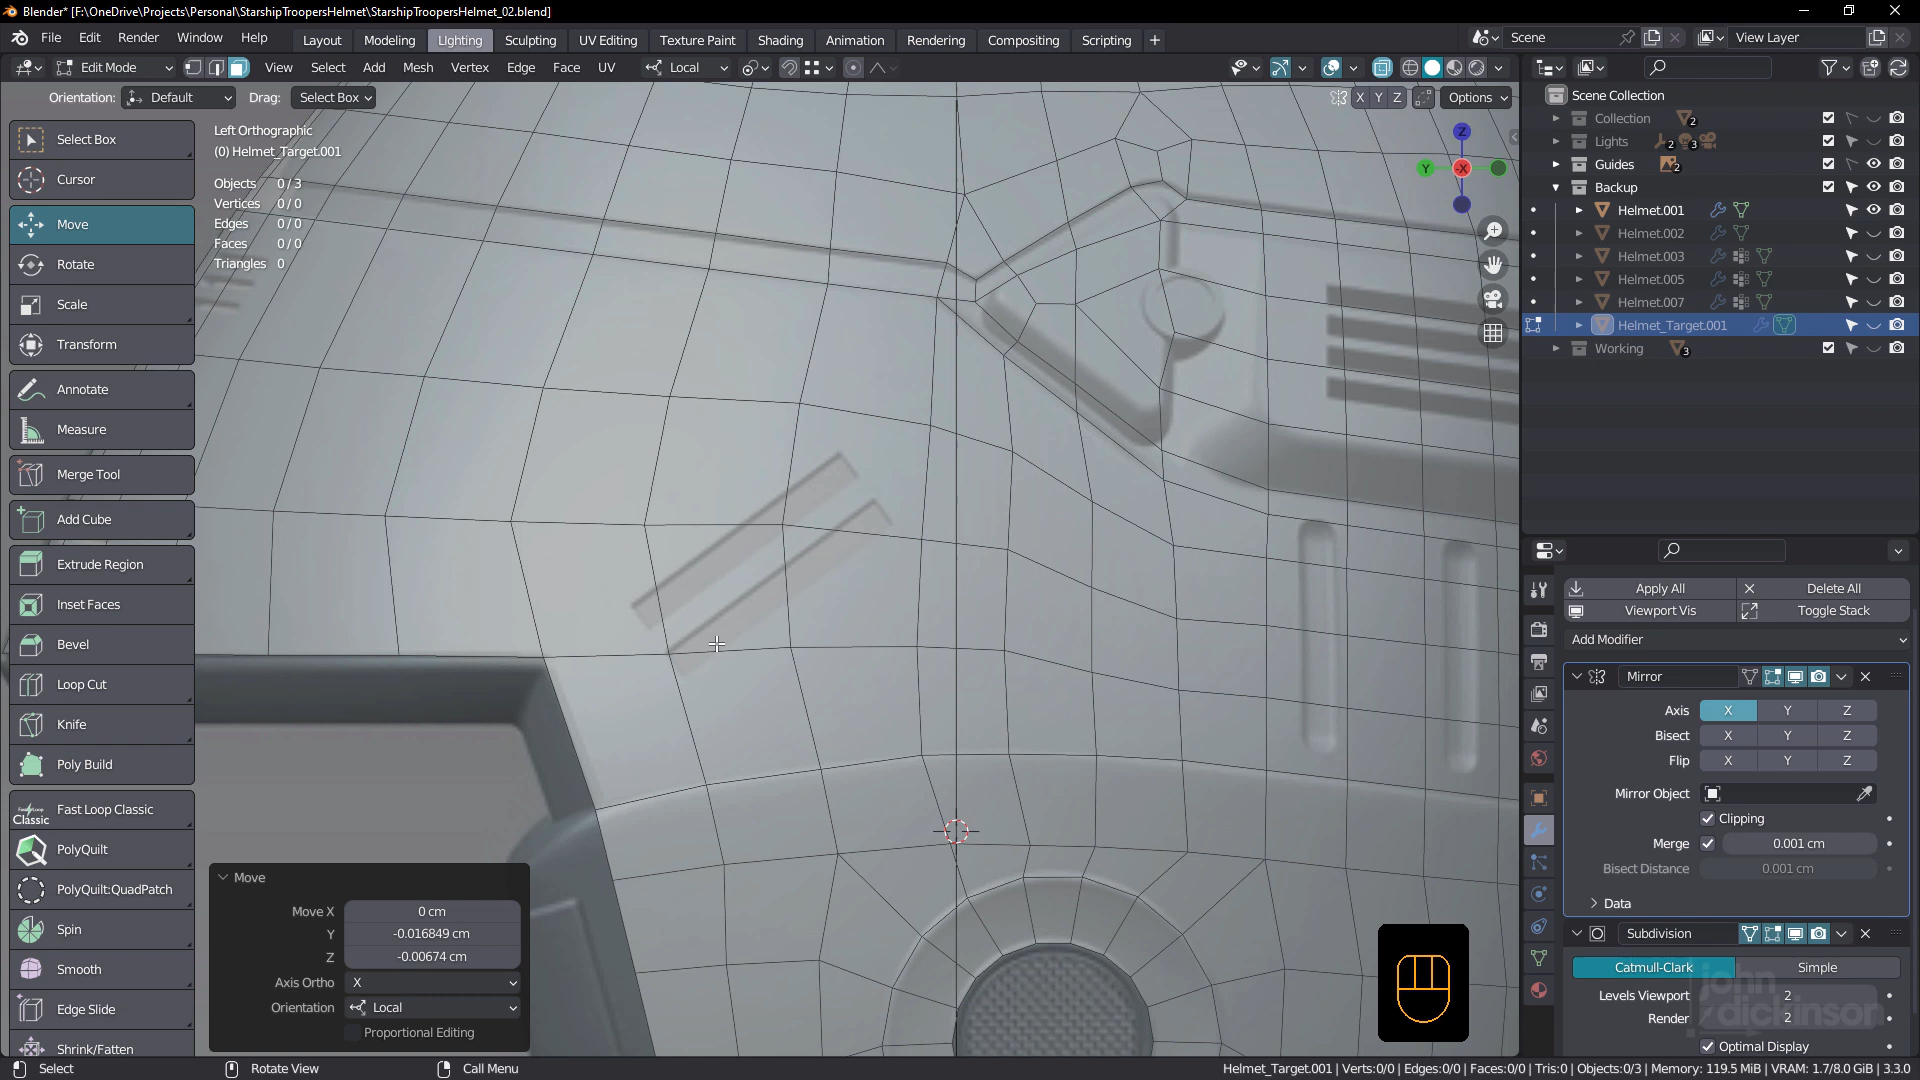 Blender* [F:\OneDrive\Projects\Personal\StarshipTroopersHelmet\StarshipTroopersHelmet_02.blend]
File Edit Render Window Help Layout Modeling Lighting Sculpting UV Editing Texture Paint Shading Animation Rendering Compositing Scripting + Scene View Layer
Edit Mode View Select Add Mesh Vertex Edge Face UV Local
Orientation: Default Drag: Select Box X Y Z Options
Left Orthographic
(0) Helmet_Target.001
Objects 0/3
Vertices 0/0
Edges 0/0
Faces 0/0
Triangles 0
Z
Y
-X
Select Box
Cursor
Move
Rotate
Scale
Transform
Annotate
Measure
Merge Tool
Add Cube
Extrude Region
Inset Faces
Bevel
Loop Cut
Knife
Poly Build
Fast Loop Classic
Classic
PolyQuilt
PolyQuilt:QuadPatch
Spin
Smooth
Edge Slide
Shrink/Fatten
Move
Move X 0 cm
Y -0.016849 cm
Z -0.00674 cm
Axis Ortho X
Orientation Local
Proportional Editing
Scene Collection
Collection 2
Lights 2 3
Guides 2
Backup
Helmet.001
Helmet.002
Helmet.003
Helmet.005
Helmet.007
Helmet_Target.001
Working 3
Apply All Delete All
Viewport Vis Toggle Stack
Add Modifier
Mirror
Axis X Y Z
Bisect X Y Z
Flip X Y Z
Mirror Object
Clipping
Merge 0.001 cm
Bisect Distance 0.001 cm
Data
Subdivision
Catmull-Clark Simple
Levels Viewport 2
Render 2
Optimal Display
john
dickinson
Select Rotate View Call Menu Helmet_Target.001 | Verts:0/0 | Edges:0/0 | Faces:0/0 | Tris:0 | Objects:0/3 | Memory: 119.5 MiB | VRAM: 1.7/8.0 GiB | 3.3.0